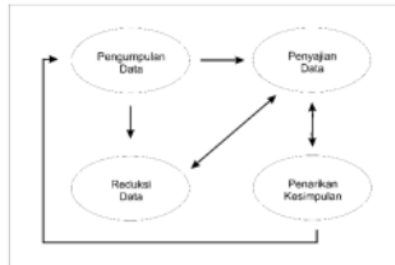 Pengumpulan
Data
Penyajian
Data
Reduksi
Data
Penarikan
Kesimpulan